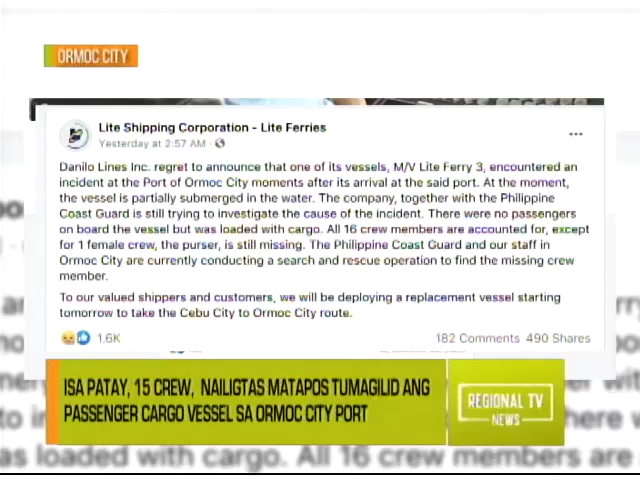 ORMOC CITY
Lite Shipping Corporation - Lite Ferries
Yesterday at 2:57 AM ·
Danilo Lines Inc. regret to announce that one of its vessels, M/V Lite Ferry 3, encountered an
incident at the Port of Ormoc City moments after its arrival at the said port. At the moment,
the vessel is partially submerged in the water. The company, together with the Philippine
Coast Guard is still trying to investigate the cause of the incident. There were no passengers
on board the vessel but was loaded with cargo. All 16 crew members are accounted for, except
for 1 female crew, the purser, is still missing. The Philippine Coast Guard and our staff in
Ormoc City are currently conducting a search and rescue operation to find the missing crew
member.
To our valued shippers and customers, we will be deploying a replacement vessel starting
tomorrow to take the Cebu City to Ormoc City route.
1.6K
182 Comments 490 Shares
ISA PATAY, 15 CREW, NAILIGTAS MATAPOS TUMAGILID ANG
PASSENGER CARGO VESSEL SA ORMOC CITY PORT
REGIONAL TV
NEWS
as loaded with cargo. All 16 crew members are